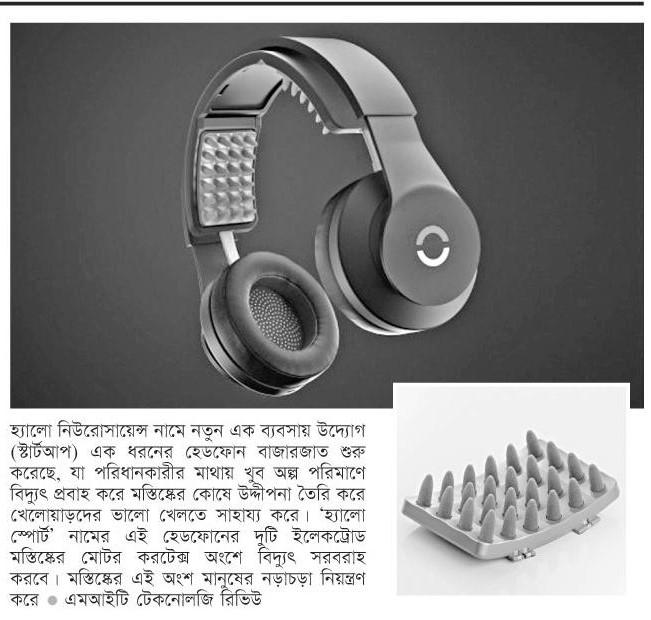 হ্যালো নিউরোসায়েন্স নামে নতুন এক ব্যবসায় উদ্যোগ
(স্টার্টআপ) এক ধরনের হেডফোন বাজারজাত শুরু
করেছে, যা পরিধানকারীর মাথায় খুব অল্প পরিমাণে
বিদ্যুৎ প্রবাহ করে মস্তিষ্কের কোষে উদ্দীপনা তৈরি করে
খেলোয়াড়দের ভালো খেলতে সাহায্য করে। ‘হ্যালো
স্পোর্ট’ নামের এই হেডফোনের দুটি ইলেকট্রোড
মস্তিষ্কের মোটর করটেক্স অংশে বিদ্যুৎ সরবরাহ
করবে। মস্তিষ্কের এই অংশ মানুষের নড়াচড়া নিয়ন্ত্রণ
করে ● এমআইটি টেকনোলজি রিভিউ